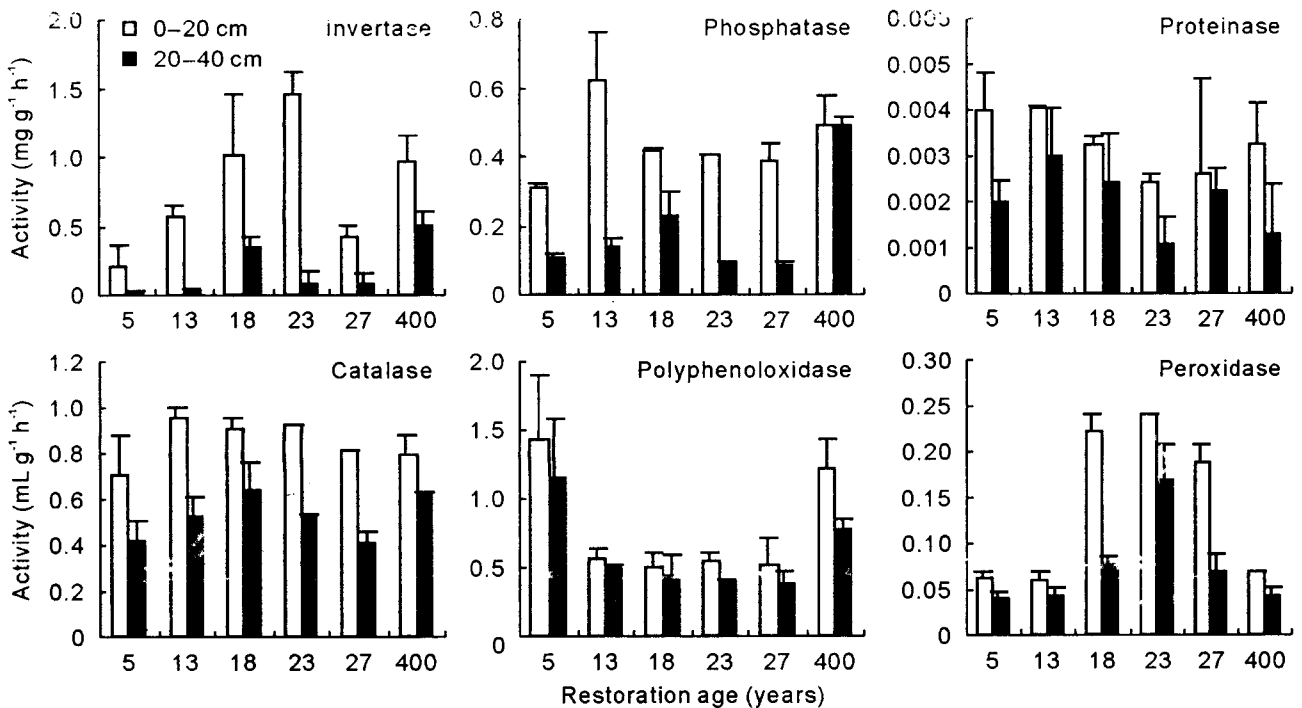 Activity (mg g⁻¹ h⁻¹)
2.0
1.5
1.0
0.5
0
0–20 cm
20–40 cm
Invertase
5 13 18 23 27 400
0.8
0.6
0.4
0.2
0
Phosphatase
5 13 18 23 27 400
0.006
0.005
0.004
0.003
0.002
0.001
0
Proteinase
5 13 18 23 27 400
Activity (mL g⁻¹ h⁻¹)
1.2
1.0
0.8
0.6
0.4
0.2
0
Catalase
5 13 18 23 27 400
2.0
1.5
1.0
0.5
0
Polyphenoloxidase
5 13 18 23 27 400
0.30
0.25
0.20
0.15
0.10
0.05
0
Peroxidase
5 13 18 23 27 400
Restoration age (years)